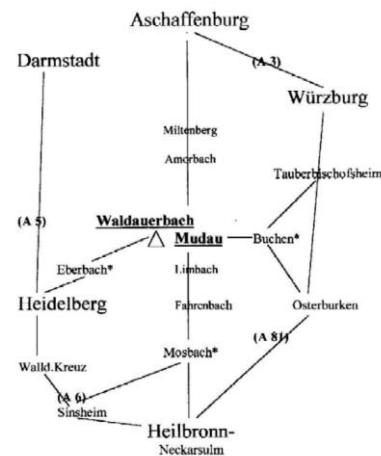 Aschaffenburg
Darmstadt
(A 3)
Würzburg
Miltenberg
Amorbach
Tauberbischofsheim
(A 5)
Waldauerbach
Mudau
Buchen*
Eberbach*
Limbach
Heidelberg
Fahrenbach
Osterburken
(A 81)
Mosbach*
Walld.Kreuz
(A 6)
Sinsheim
Heilbronn-
Neckarsulm